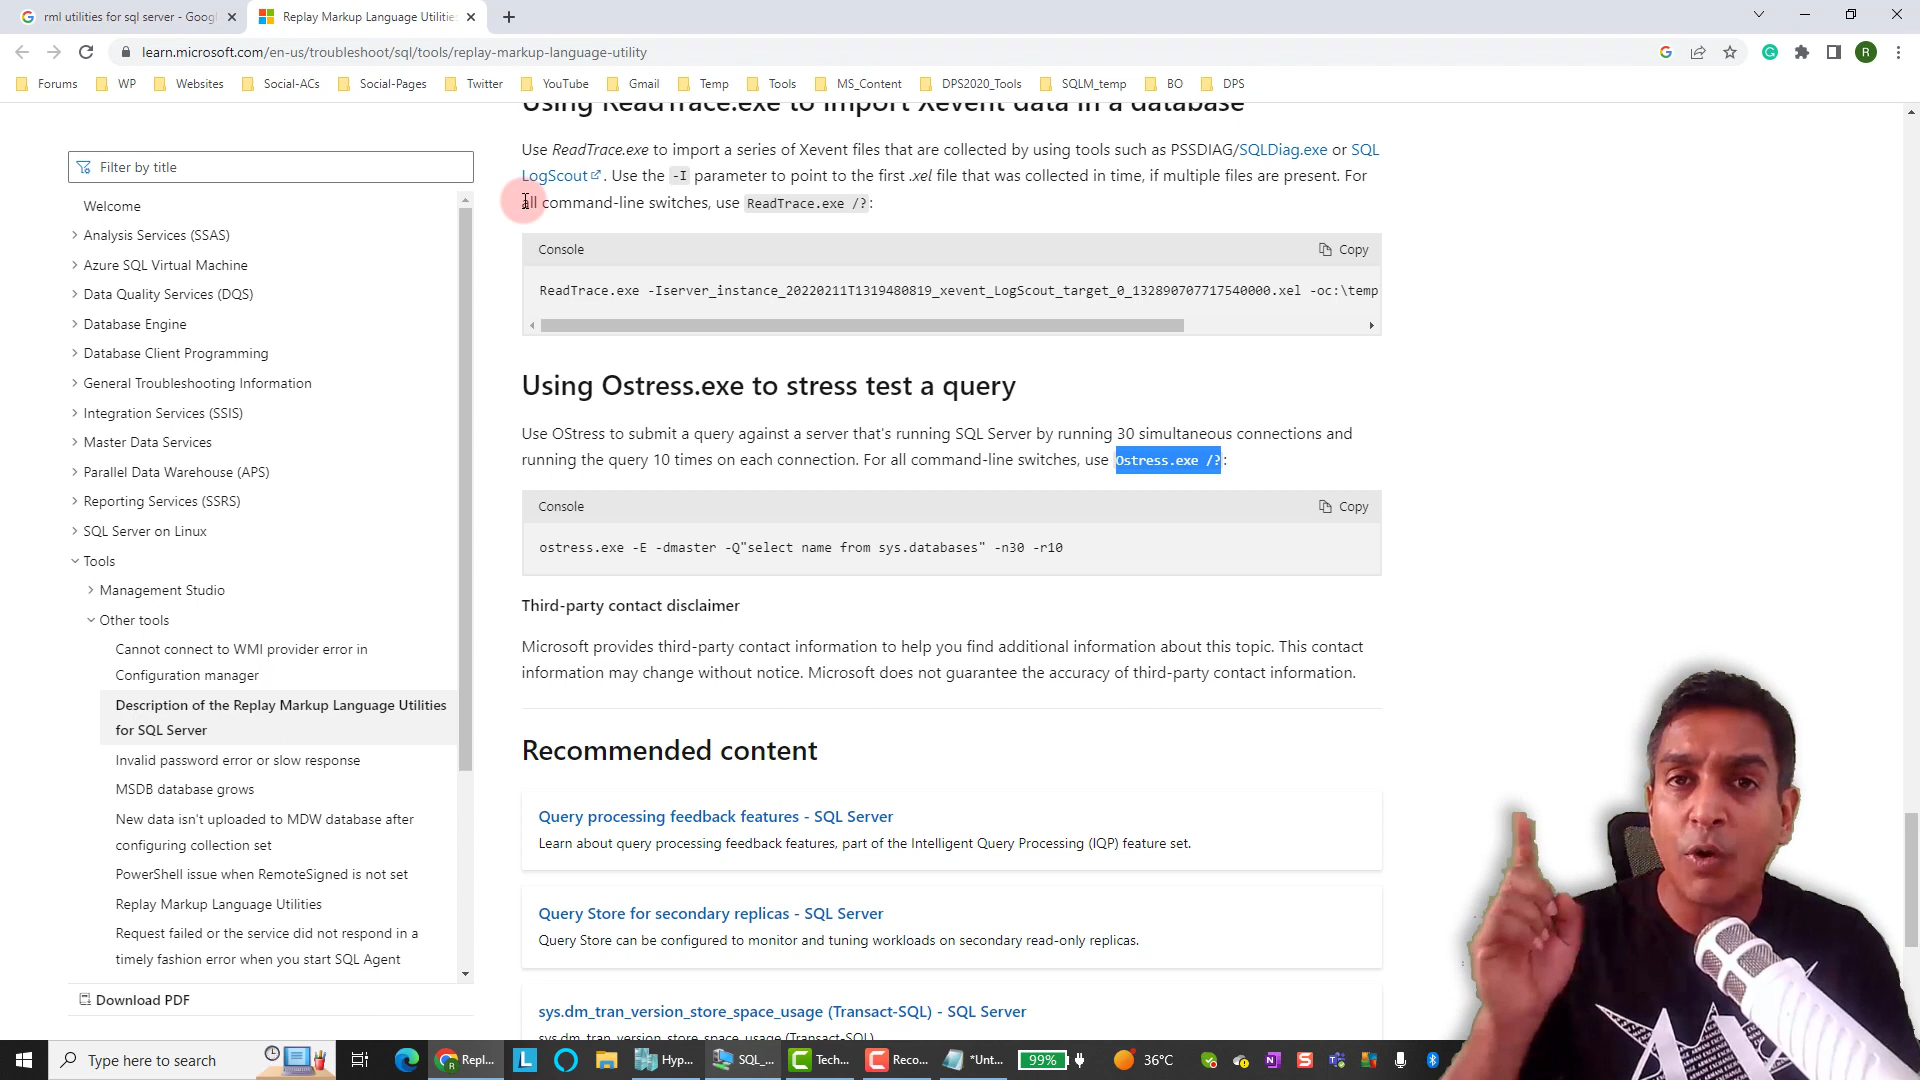 rml utilities for sql server - Goog
Replay Markup Language Utilitie
learn.microsoft.com/en-us/troubleshoot/sql/tools/replay-markup-language-utility
R
Forums WP Websites Social-ACs Social-Pages Twitter YouTube Gmail Temp Tools MS_Content DPS2020_Tools SQLM_temp BO DPS
Filter by title
Welcome
Analysis Services (SSAS)
Azure SQL Virtual Machine
Data Quality Services (DQS)
Database Engine
Database Client Programming
General Troubleshooting Information
Integration Services (SSIS)
Master Data Services
Parallel Data Warehouse (APS)
Reporting Services (SSRS)
SQL Server on Linux
Tools
Management Studio
Other tools
Cannot connect to WMI provider error in
Configuration manager
Description of the Replay Markup Language Utilities
for SQL Server
Invalid password error or slow response
MSDB database grows
New data isn't uploaded to MDW database after
configuring collection set
PowerShell issue when RemoteSigned is not set
Replay Markup Language Utilities
Request failed or the service did not respond in a
timely fashion error when you start SQL Agent
Download PDF
Using ReadTrace.exe to import Xevent data in a database
Use ReadTrace.exe to import a series of Xevent files that are collected by using tools such as PSSDIAG/SQLDiag.exe or SQL
LogScout. Use the -I parameter to point to the first .xel file that was collected in time, if multiple files are present. For
all command-line switches, use ReadTrace.exe /?:
Console Copy
ReadTrace.exe -Iserver_instance_20220211T1319480819_xevent_LogScout_target_0_132890707717540000.xel -oc:\temp
Using Ostress.exe to stress test a query
Use OStress to submit a query against a server that's running SQL Server by running 30 simultaneous connections and
running the query 10 times on each connection. For all command-line switches, use Ostress.exe /?:
Console Copy
ostress.exe -E -dmaster -Q"select name from sys.databases" -n30 -r10
Third-party contact disclaimer
Microsoft provides third-party contact information to help you find additional information about this topic. This contact
information may change without notice. Microsoft does not guarantee the accuracy of third-party contact information.
Recommended content
Query processing feedback features - SQL Server
Learn about query processing feedback features, part of the Intelligent Query Processing (IQP) feature set.
Query Store for secondary replicas - SQL Server
Query Store can be configured to monitor and tuning workloads on secondary read-only replicas.
sys.dm_tran_version_store_space_usage (Transact-SQL) - SQL Server
sys.dm_tran_version_store_space_usage (Transact-SQL)
Type here to search Repl... Hyp... SQL_... Tech... Reco... *Unt... 99% 36°C